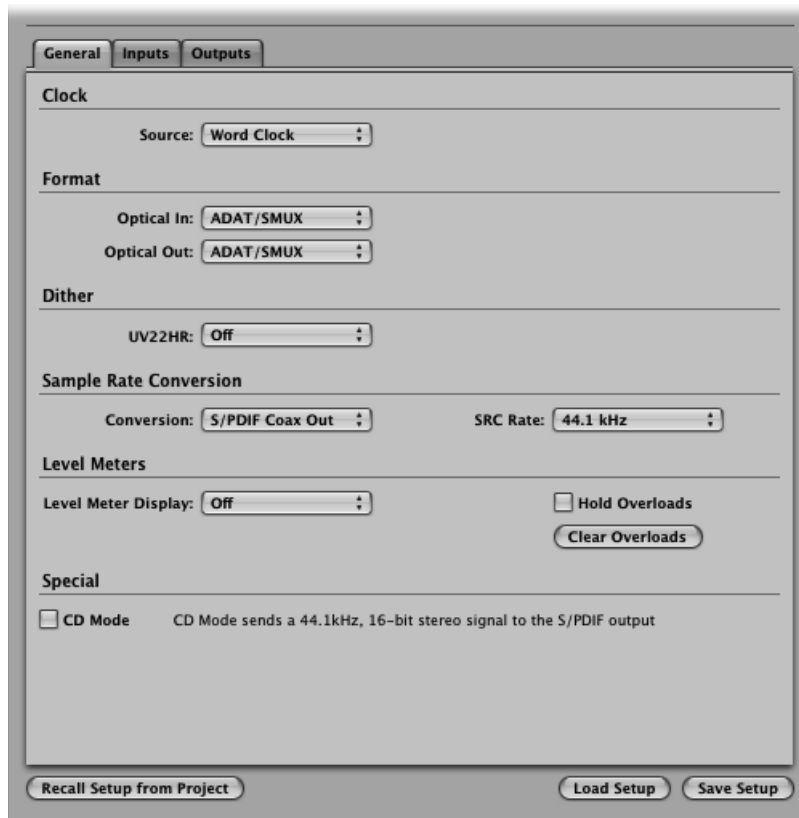 General Inputs Outputs
Clock
Source: Word Clock
Format
Optical In: ADAT/SMUX
Optical Out: ADAT/SMUX
Dither
UV22HR: Off
Sample Rate Conversion
Conversion: S/PDIF Coax Out SRC Rate: 44.1 kHz
Level Meters
Level Meter Display: Off Hold Overloads
Clear Overloads
Special
CD Mode CD Mode sends a 44.1kHz, 16-bit stereo signal to the S/PDIF output
Recall Setup from Project Load Setup Save Setup